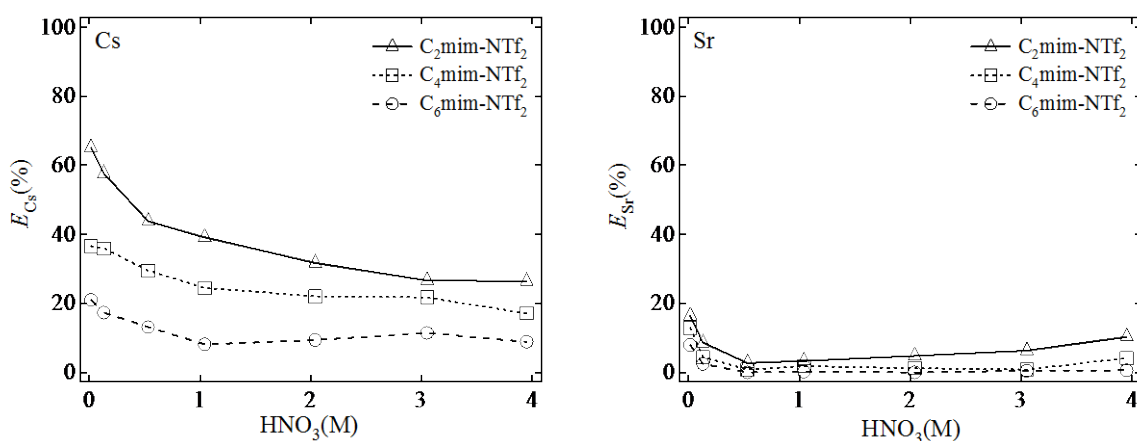 100
80
60
40
20
0
E_Cs(%)
Cs
C₂mim-NTf₂
C₄mim-NTf₂
C₆mim-NTf₂
0 1 2 3 4
HNO₃(M)
100
80
60
40
20
0
E_Sr(%)
Sr
C₂mim-NTf₂
C₄mim-NTf₂
C₆mim-NTf₂
0 1 2 3 4
HNO₃(M)